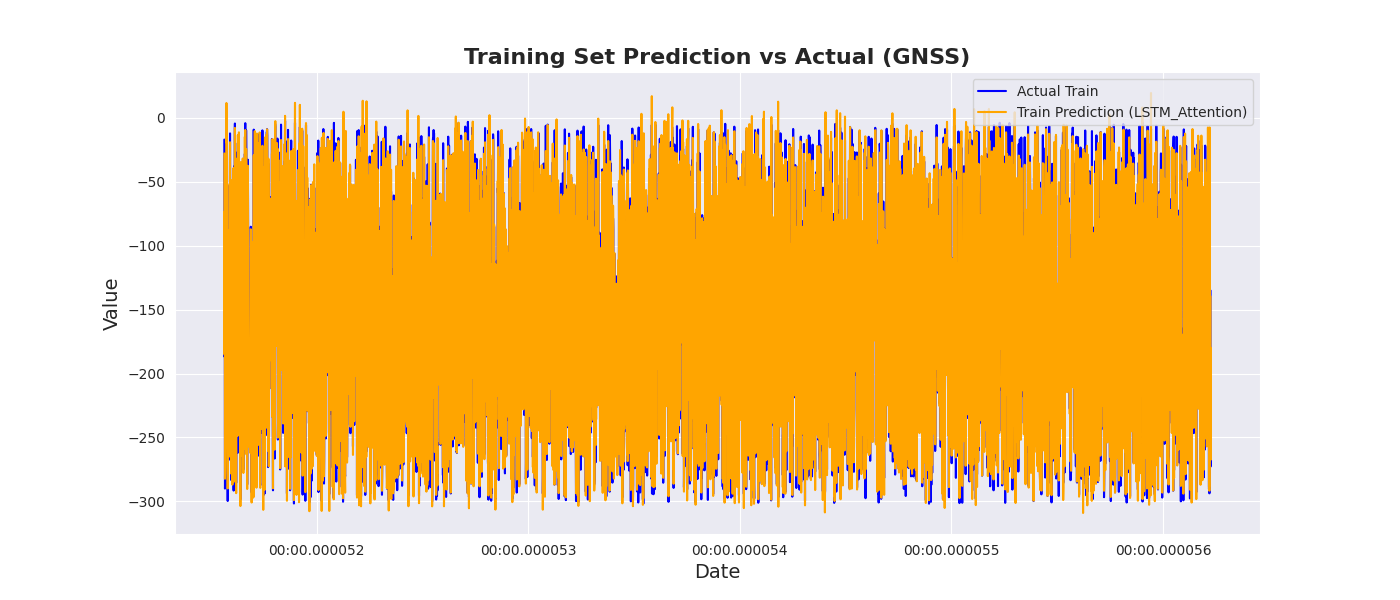 Training Set Prediction vs Actual (GNSS)
Actual Train
Train Prediction (LSTM_Attention)
Value
0
−50
−100
−150
−200
−250
−300
00:00.000052
00:00.000053
00:00.000054
00:00.000055
00:00.000056
Date